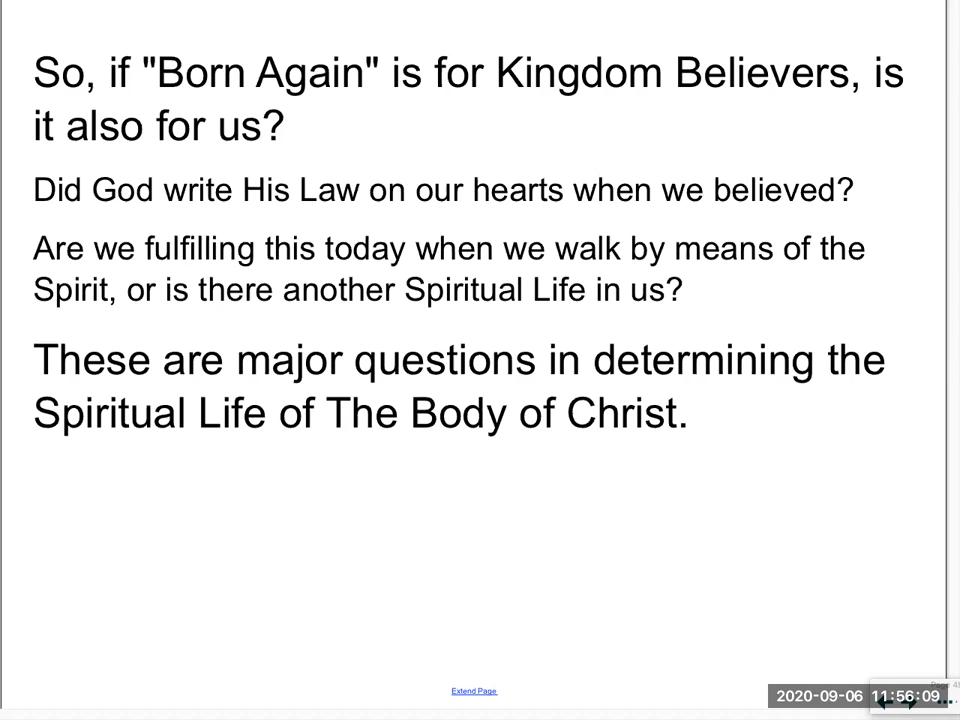 So, if "Born Again" is for Kingdom Believers, is
it also for us?
Did God write His Law on our hearts when we believed?
Are we fulfilling this today when we walk by means of the
Spirit, or is there another Spiritual Life in us?
These are major questions in determining the
Spiritual Life of The Body of Christ.
Extend Page
2020-09-06 11:56:09